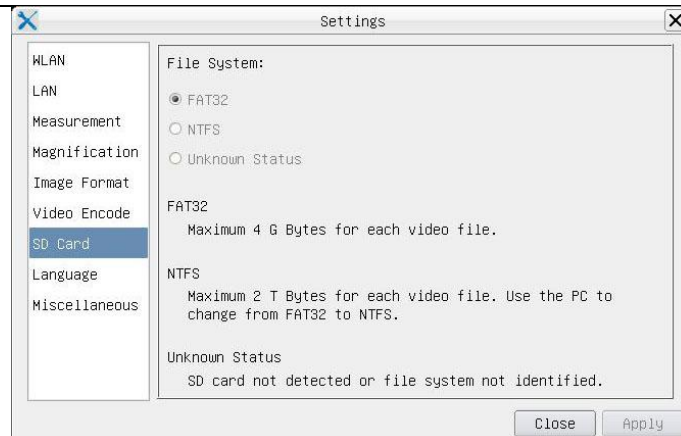 Settings
WLAN
LAN
Measurement
Magnification
Image Format
Video Encode
SD Card
Language
Miscellaneous
File System:
FAT32
NTFS
Unknown Status
FAT32
Maximum 4 G Bytes for each video file.
NTFS
Maximum 2 T Bytes for each video file. Use the PC to
change from FAT32 to NTFS.
Unknown Status
SD card not detected or file system not identified.
Close
Apply